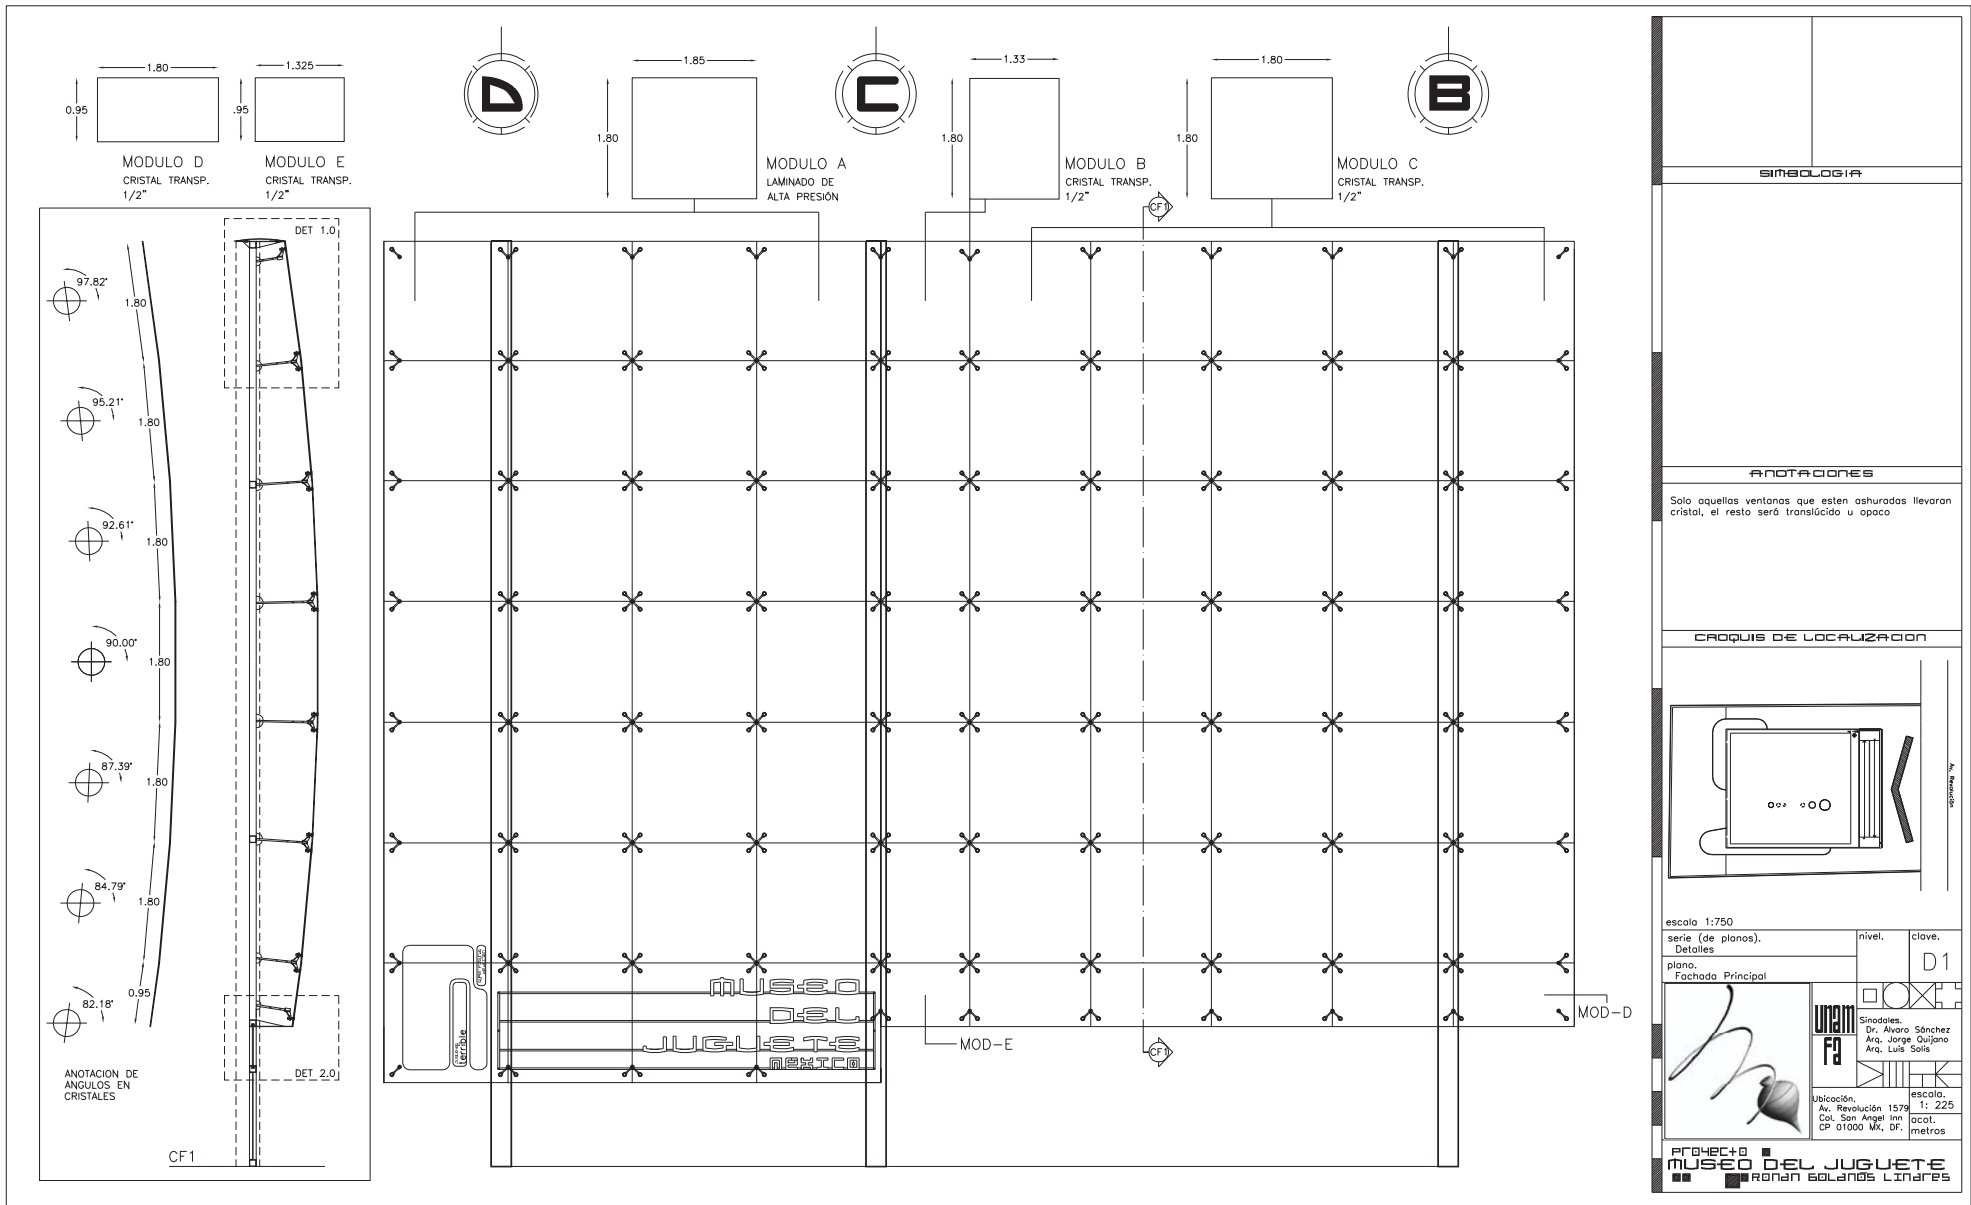 1.80
0.95
MODULO D
CRISTAL TRANSP.
1/2"
1.325
.95
MODULO E
CRISTAL TRANSP.
1/2"
D
1.85
1.80
MODULO A
LAMINADO DE
ALTA PRESIÓN
C
1.33
1.80
MODULO B
CRISTAL TRANSP.
1/2"
1.80
1.80
MODULO C
CRISTAL TRANSP.
1/2"
B
CF1
DET 1.0
97.82°
1.80
95.21°
1.80
92.61°
1.80
90.00°
1.80
87.39°
1.80
84.79°
1.80
82.18°
0.95
DET 2.0
ANOTACION DE
ANGULOS EN
CRISTALES
CF1
terrible
MUSEO
DEL
JUGUETE
MEXICO
MOD-E
CF1
MOD-D
SIMBOLOGIA
ANOTACIONES
Solo aquellas ventanas que esten ashuradas llevaran
cristal, el resto será translúcido u opaco
CROQUIS DE LOCALIZACION
Av. Revolución
escala 1:750
serie (de planos).
Detalles
nivel.
clave.
D1
plano.
Fachada Principal
unam
fa
Sinodales.
Dr. Alvaro Sánchez
Arq. Jorge Quijano
Arq. Luis Solis
Ubicación.
Av. Revolución 1579
Col. San Angel Inn
CP 01000 MX, DF.
escala.
1: 225
acot.
metros
proyecto
MUSEO DEL JUGUETE
RONAN BOLAÑOS LINARES